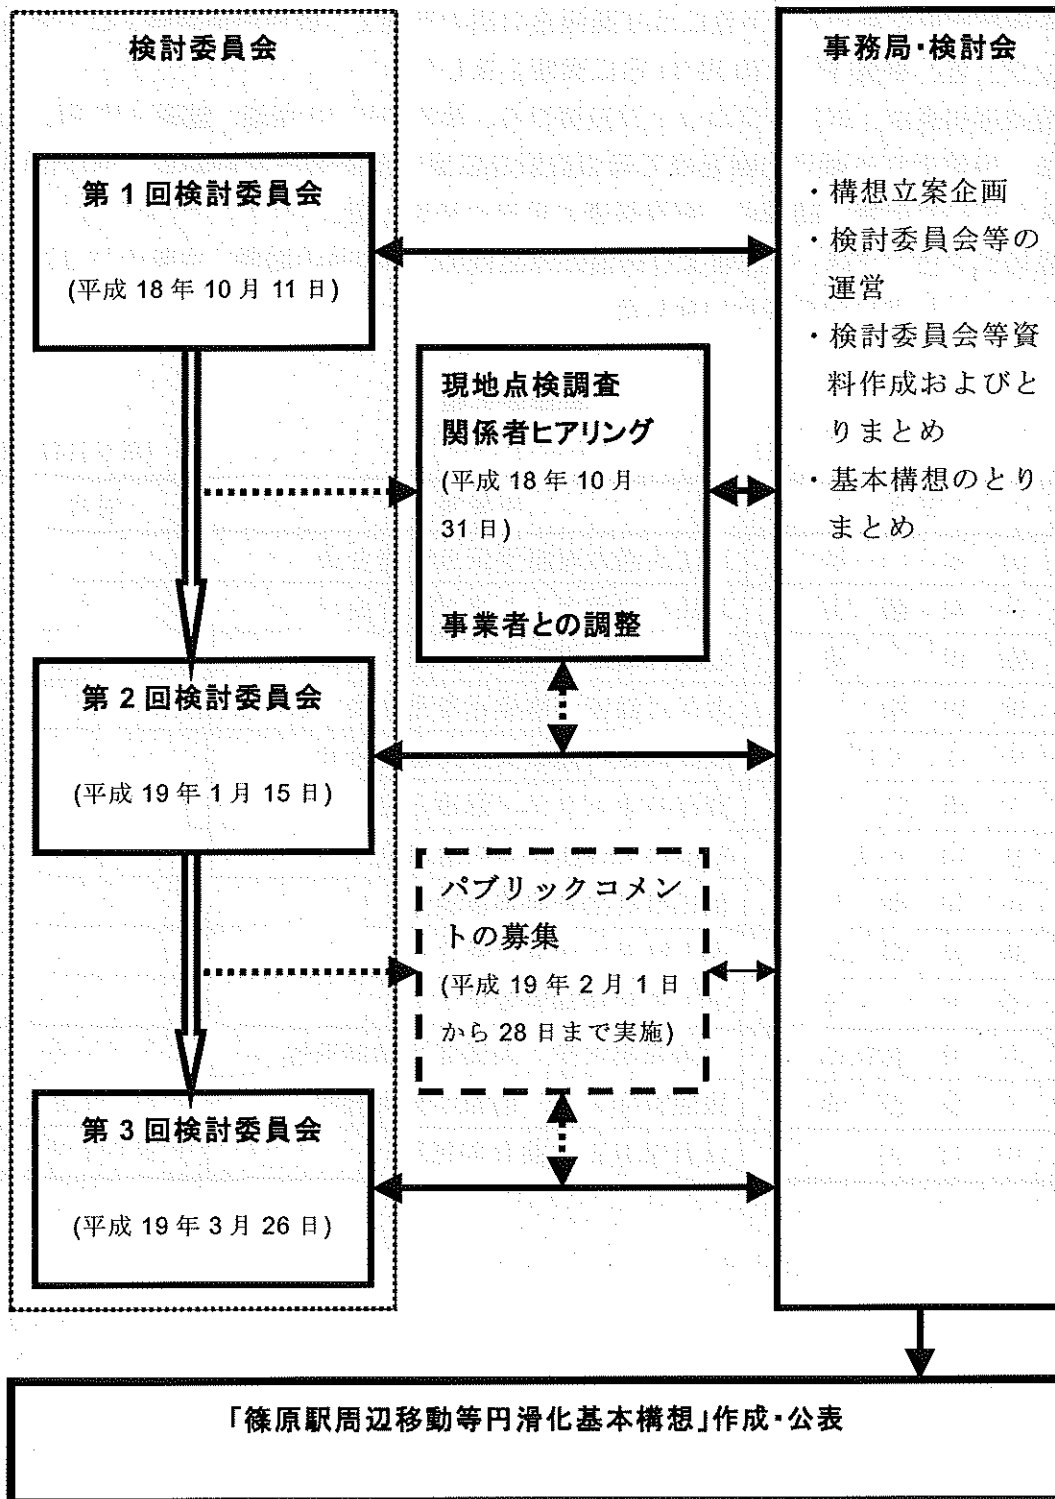 検討委員会
第 1 回検討委員会
(平成 18 年 10 月 11 日)
現地点検調査
関係者ヒアリング
(平成 18 年 10 月
31 日)
事業者との調整
第 2 回検討委員会
(平成 19 年 1 月 15 日)
パブリックコメン
トの募集
(平成 19 年 2 月 1 日
から 28 日まで実施)
第 3 回検討委員会
(平成 19 年 3 月 26 日)
事務局・検討会
・構想立案企画
・検討委員会等の
運営
・検討委員会等資
料作成およびと
りまとめ
・基本構想のとり
まとめ
「篠原駅周辺移動等円滑化基本構想」作成・公表